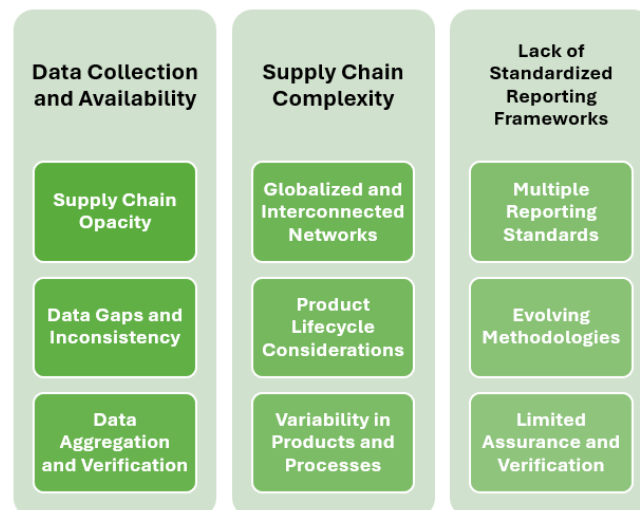 Data Collection
and Availability
Supply Chain
Opacity
Data Gaps and
Inconsistency
Data
Aggregation
and Verification
Supply Chain
Complexity
Globalized and
Interconnected
Networks
Product
Lifecycle
Considerations
Variability in
Products and
Processes
Lack of
Standardized
Reporting
Frameworks
Multiple
Reporting
Standards
Evolving
Methodologies
Limited
Assurance and
Verification